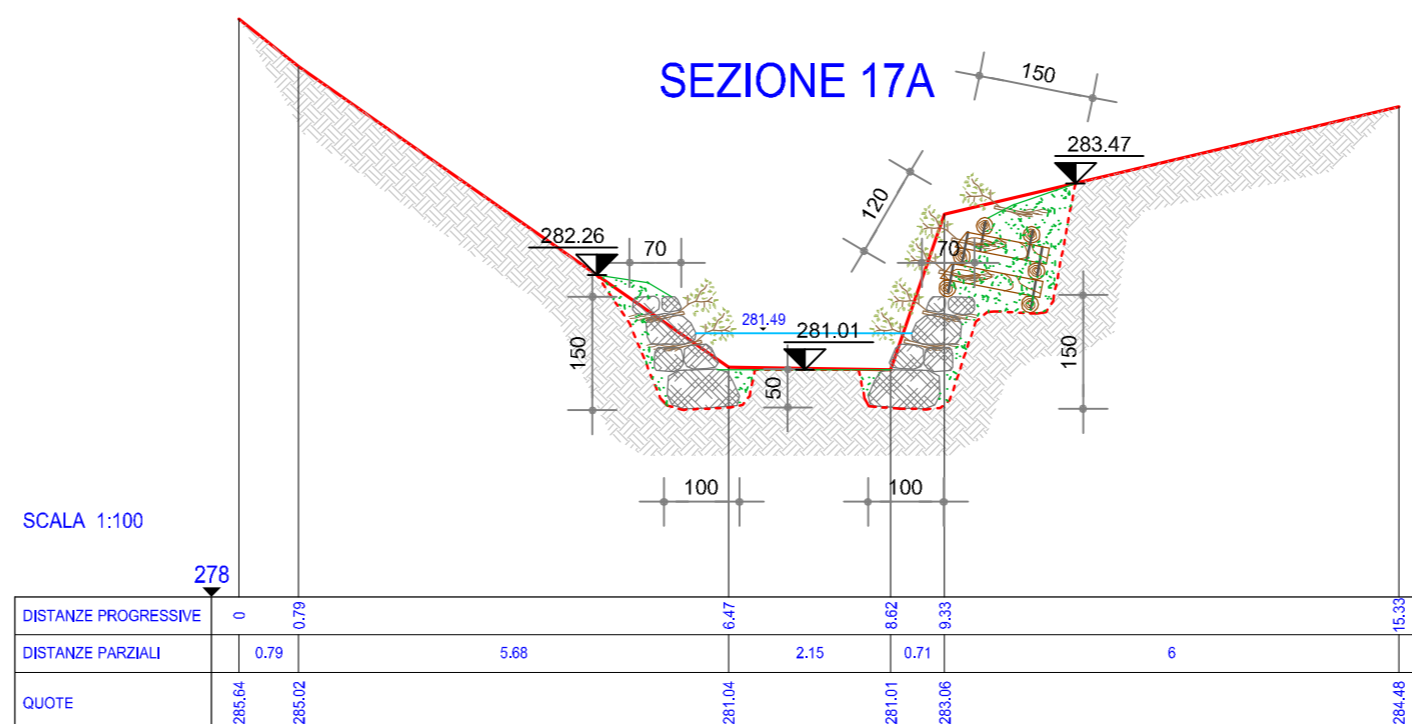 SEZIONE 17A
150
283.47
120
282.26
70
70
281.49
281.01
150
50
150
100
100
SCALA 1:100
278
DISTANZE PROGRESSIVE 0 0.79 6.47 8.62 9.33 15.33
DISTANZE PARZIALI 0.79 5.68 2.15 0.71 6
QUOTE 285.64 285.02 281.04 281.01 283.06 284.48